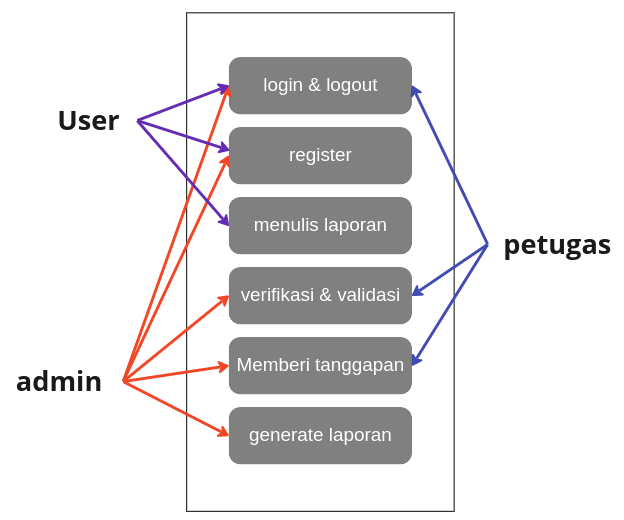 login & logout
User
register
menulis laporan
petugas
verifikasi & validasi
Memberi tanggapan
admin
generate laporan